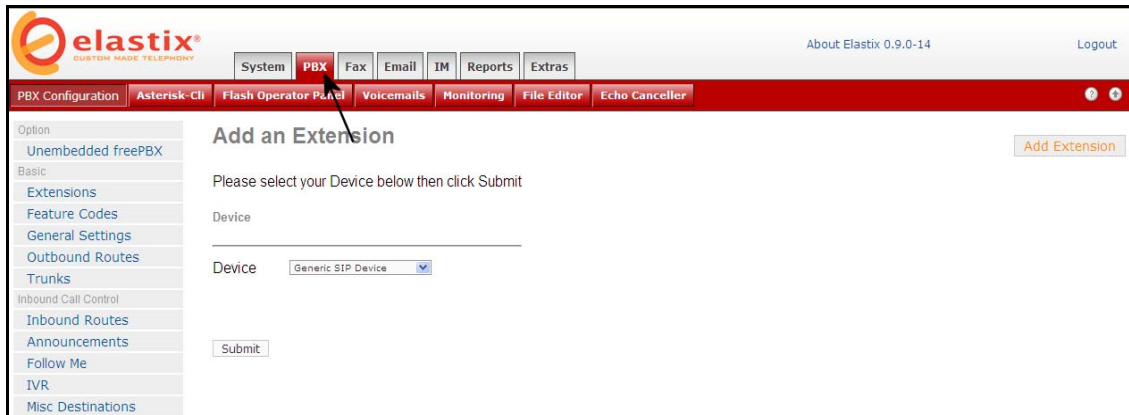 elastix®
CUSTOM MADE TELEPHONY
About Elastix 0.9.0-14
Logout
System PBX Fax Email IM Reports Extras
PBX Configuration Asterisk-Cli Flash Operator Panel Voicemails Monitoring File Editor Echo Canceller
Option
Unembedded freePBX
Basic
Extensions
Feature Codes
General Settings
Outbound Routes
Trunks
Inbound Call Control
Inbound Routes
Announcements
Follow Me
IVR
Misc Destinations
Add an Extension
Add Extension
Please select your Device below then click Submit
Device
Device Generic SIP Device
Submit